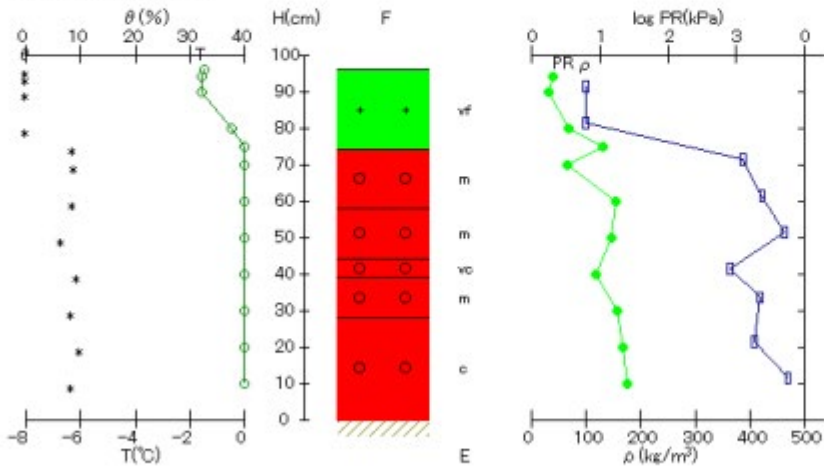 θ(%) H(cm) F log PR(kPa)
0 10 20 30 40 0 1 3 4
T 100 PR ρ
90
vf
80
70
m
60
m
50
vc
40
m
30
20
c
10
0
-8 -6 -4 -2 0 0 100 200 300 400 500
T(℃) E ρ (kg/m³)